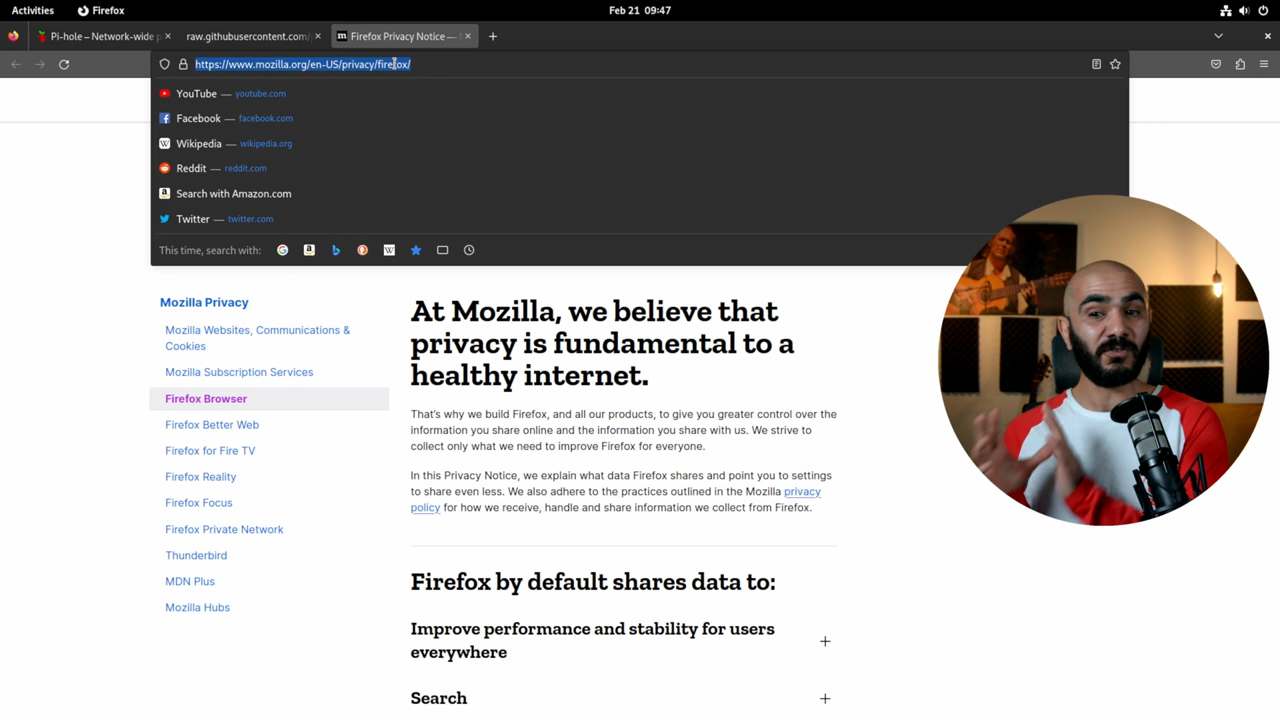 Activities
Firefox
Feb 21 09:47
Pi-hole – Network-wide p
raw.githubusercontent.com/
Firefox Privacy Notice —
https://www.mozilla.org/en-US/privacy/firefox/
YouTube — youtube.com
Facebook — facebook.com
Wikipedia — wikipedia.org
Reddit — reddit.com
Search with Amazon.com
Twitter — twitter.com
This time, search with:
Mozilla Privacy
Mozilla Websites, Communications &
Cookies
Mozilla Subscription Services
Firefox Browser
Firefox Better Web
Firefox for Fire TV
Firefox Reality
Firefox Focus
Firefox Private Network
Thunderbird
MDN Plus
Mozilla Hubs
At Mozilla, we believe that
privacy is fundamental to a
healthy internet.
That's why we build Firefox, and all our products, to give you greater control over the
information you share online and the information you share with us. We strive to
collect only what we need to improve Firefox for everyone.
In this Privacy Notice, we explain what data Firefox shares and point you to settings
to share even less. We also adhere to the practices outlined in the Mozilla privacy
policy for how we receive, handle and share information we collect from Firefox.
Firefox by default shares data to:
Improve performance and stability for users
everywhere
Search